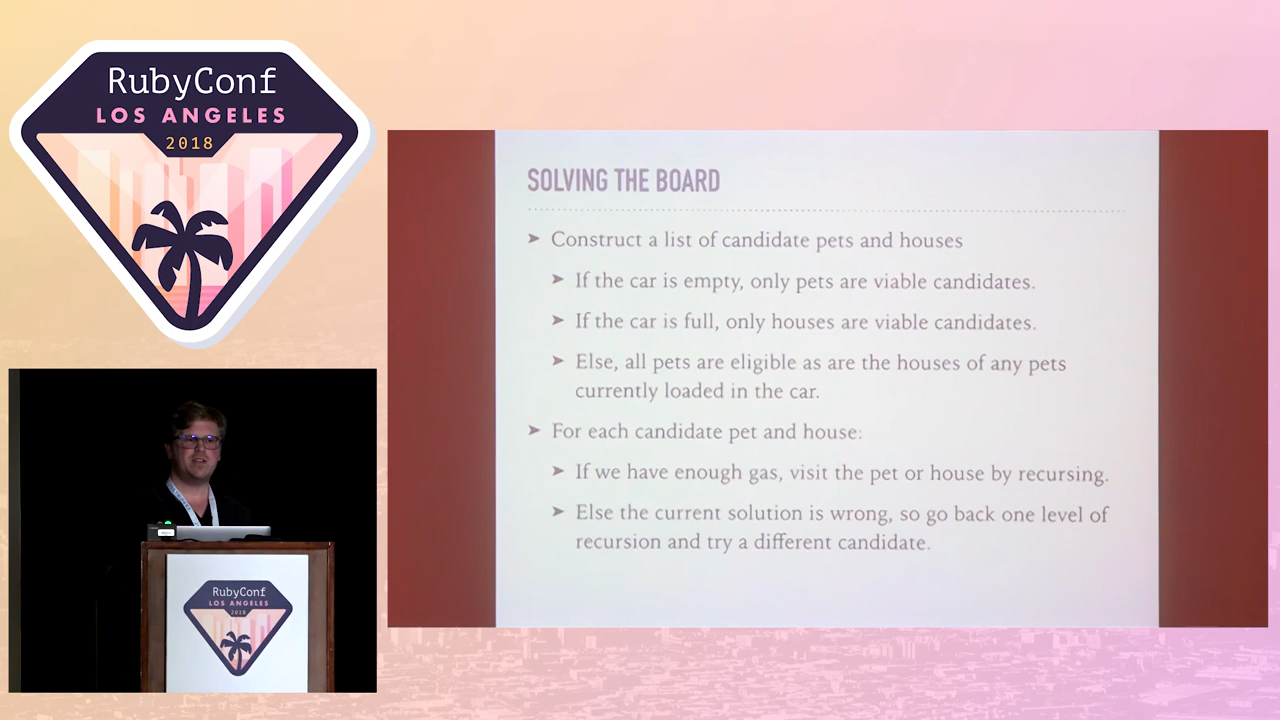 RubyConf
LOS ANGELES
2018
SOLVING THE BOARD
➤ Construct a list of candidate pets and houses
➤ If the car is empty, only pets are viable candidates.
➤ If the car is full, only houses are viable candidates.
➤ Else, all pets are eligible as are the houses of any pets
currently loaded in the car.
➤ For each candidate pet and house:
➤ If we have enough gas, visit the pet or house by recursing.
➤ Else the current solution is wrong, so go back one level of
recursion and try a different candidate.
RubyConf
LOS ANGELES
2018